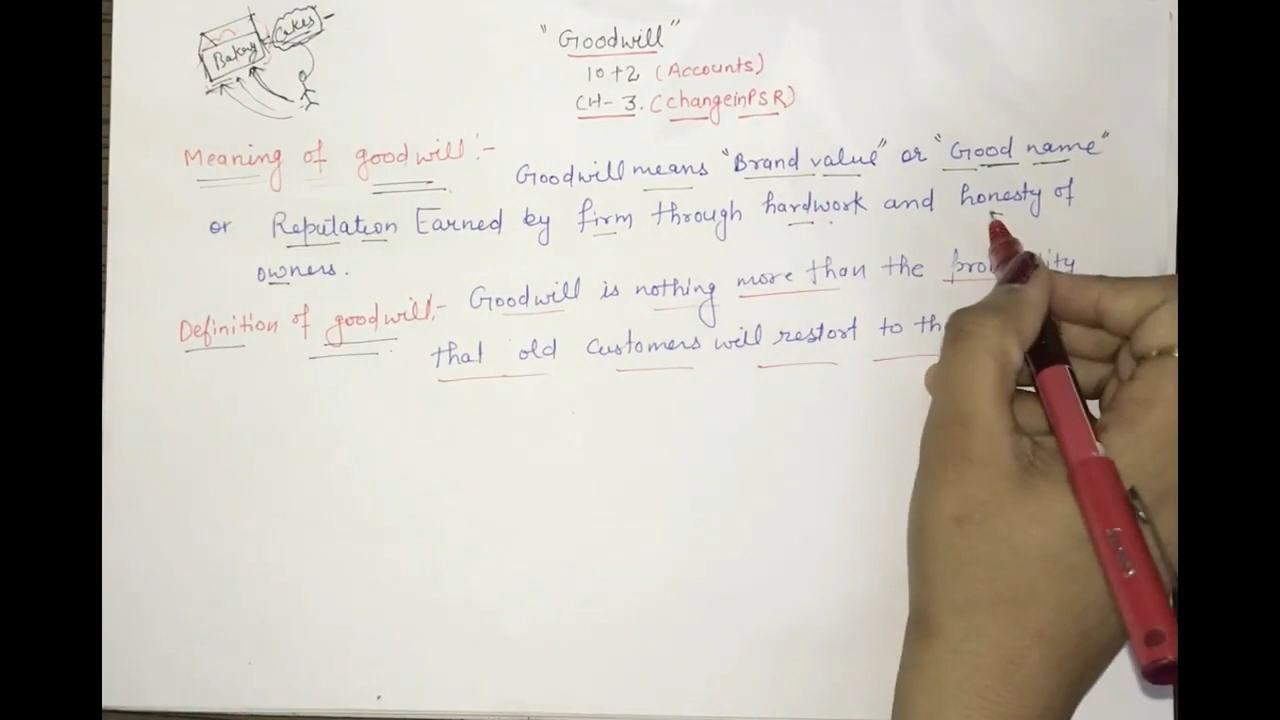 Bakery
Cakes
"Goodwill"
10+2 (Accounts)
CH-3. (Change in PSR)
Meaning of goodwill:-
Goodwill means "Brand value" or "Good name"
or Reputation Earned by firm through hardwork and honesty of
owners.
Definition of goodwill:- Goodwill is nothing more than the
that old customers will restort to